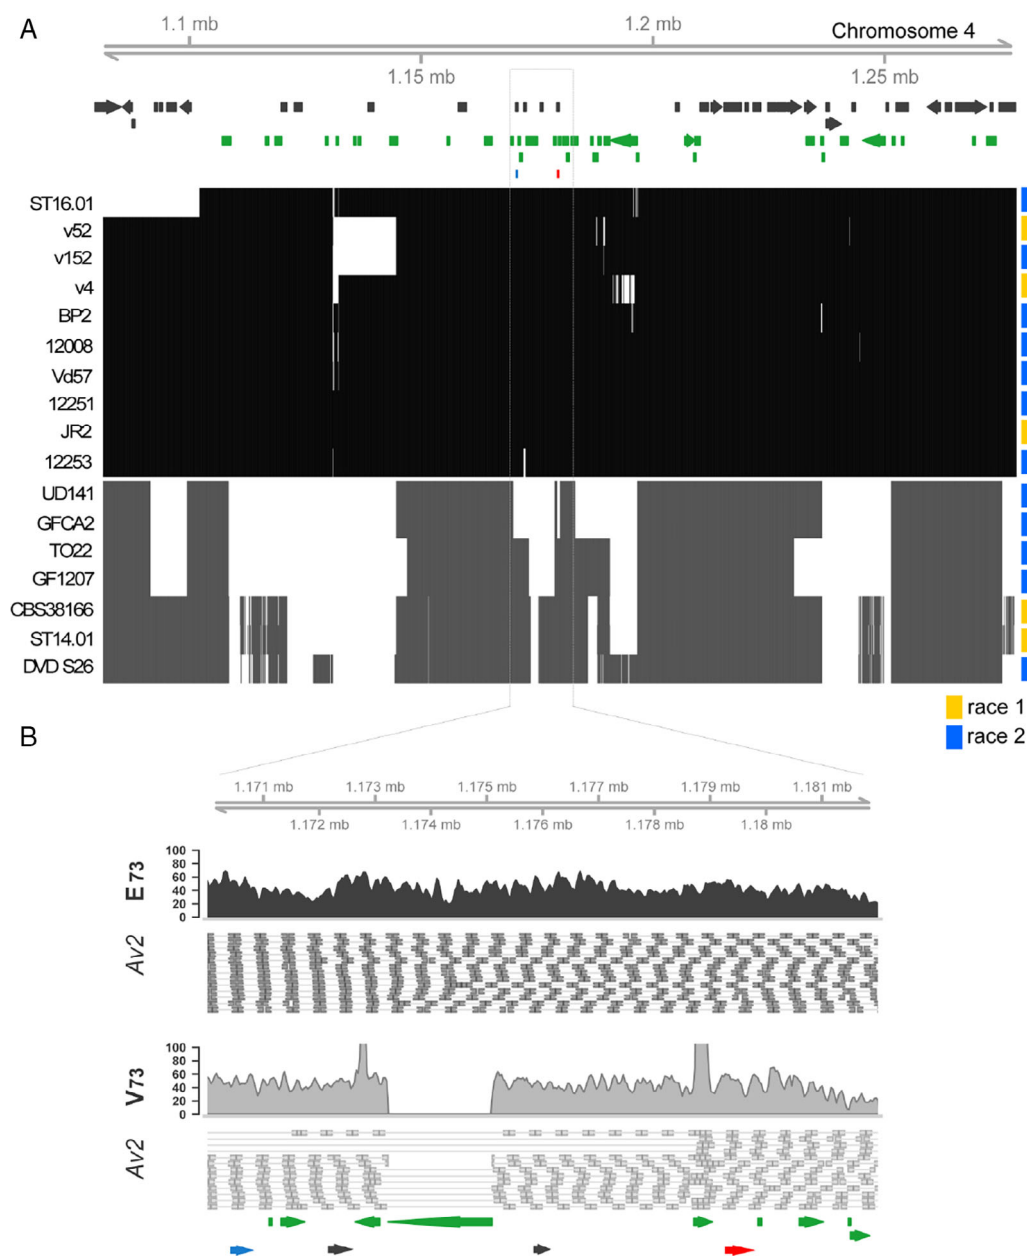 A
1.1 mb 1.2 mb Chromosome 4
1.15 mb 1.25 mb
ST16.01
v52
v152
v4
BP2
12008
Vd57
12251
JR2
12253
UD141
GFCA2
TO22
GF1207
CBS38166
ST14.01
DVD S26
race 1
race 2
B
1.171 mb 1.173 mb 1.175 mb 1.177 mb 1.179 mb 1.181 mb
1.172 mb 1.174 mb 1.176 mb 1.178 mb 1.18 mb
E73
100
80
60
40
20
0
Av2
V73
100
80
60
40
20
0
Av2